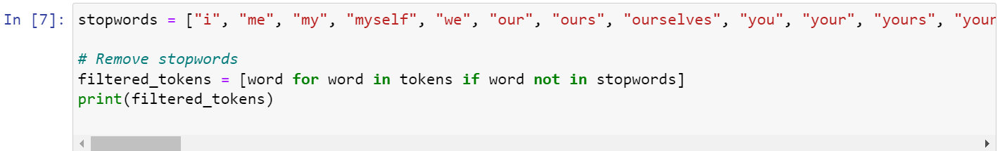 In [7]: stopwords = ["i", "me", "my", "myself", "we", "our", "ours", "ourselves", "you", "your", "yours", "your
# Remove stopwords
filtered_tokens = [word for word in tokens if word not in stopwords]
print(filtered_tokens)